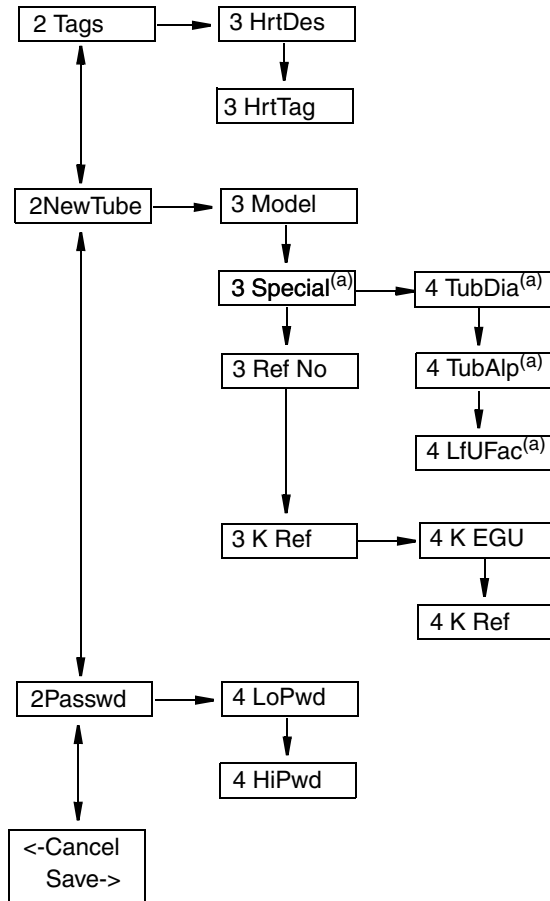 2 Tags
3 HrtDes
3 HrtTag
2NewTube
3 Model
3 Special(a)
4 TubDia(a)
3 Ref No
4 TubAlp(a)
4 LfUFac(a)
3 K Ref
4 K EGU
4 K Ref
2Passwd
4 LoPwd
4 HiPwd
<-Cancel
Save->